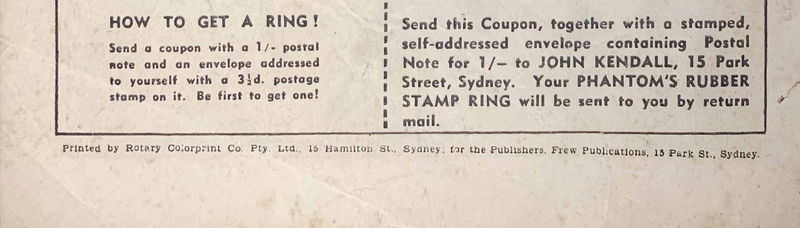 HOW TO GET A RING!
Send a coupon with a 1/- postal
note and an envelope addressed
to yourself with a 3½d. postage
stamp on it. Be first to get one!
Send this Coupon, together with a stamped,
self-addressed envelope containing Postal
Note for 1/- to JOHN KENDALL, 15 Park
Street, Sydney. Your PHANTOM'S RUBBER
STAMP RING will be sent to you by return
mail.
Printed by Rotary Colorprint Co. Pty. Ltd., 15 Hamilton St., Sydney; for the Publishers, Frew Publications, 15 Park St., Sydney.